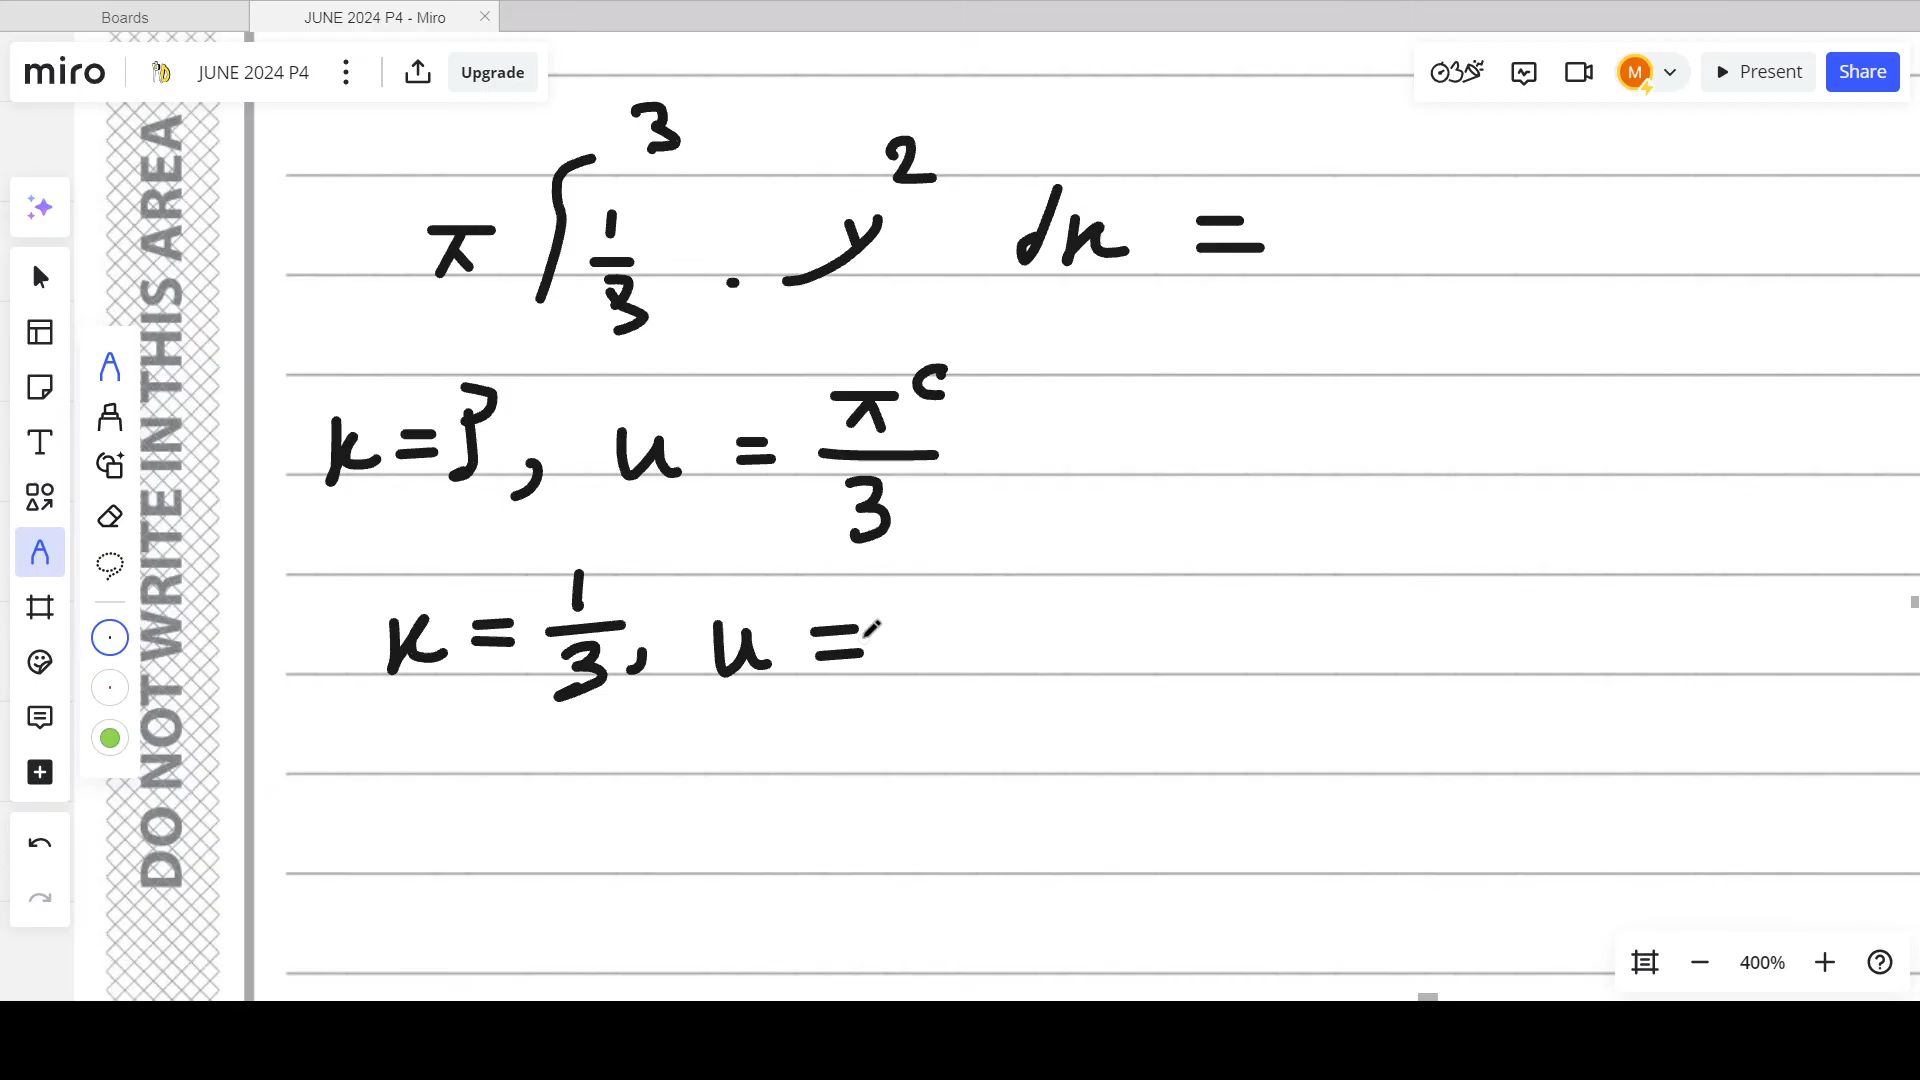 Boards
JUNE 2024 P4 - Miro
miro
JUNE 2024 P4
Upgrade
M
Present
Share
DO NOT WRITE IN THIS AREA
π ∫_{1/3}^{3} . y² dx =
x = 3, u = π^c/3
x = 1/3, u =
400%